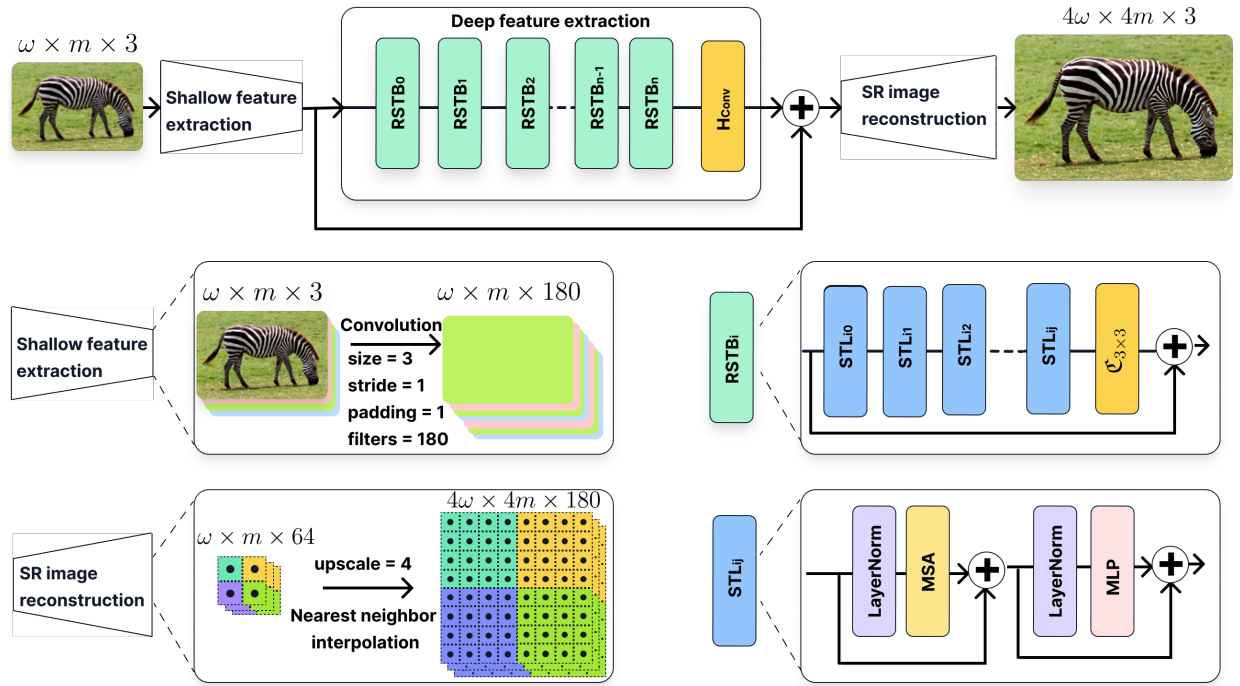 Deep feature extraction
4ω × 4m × 3
ω × m × 3
Shallow feature
extraction
RSTB0
RSTB1
RSTB2
RSTBn-1
RSTBn
Hconv
SR image
reconstruction
Shallow feature
extraction
ω × m × 3
ω × m × 180
Convolution
size = 3
stride = 1
padding = 1
filters = 180
RSTBi
STLi0
STLi1
STLi2
STLij
ℭ3×3
SR image
reconstruction
ω × m × 64
4ω × 4m × 180
upscale = 4
Nearest neighbor
interpolation
STLij
LayerNorm
MSA
LayerNorm
MLP